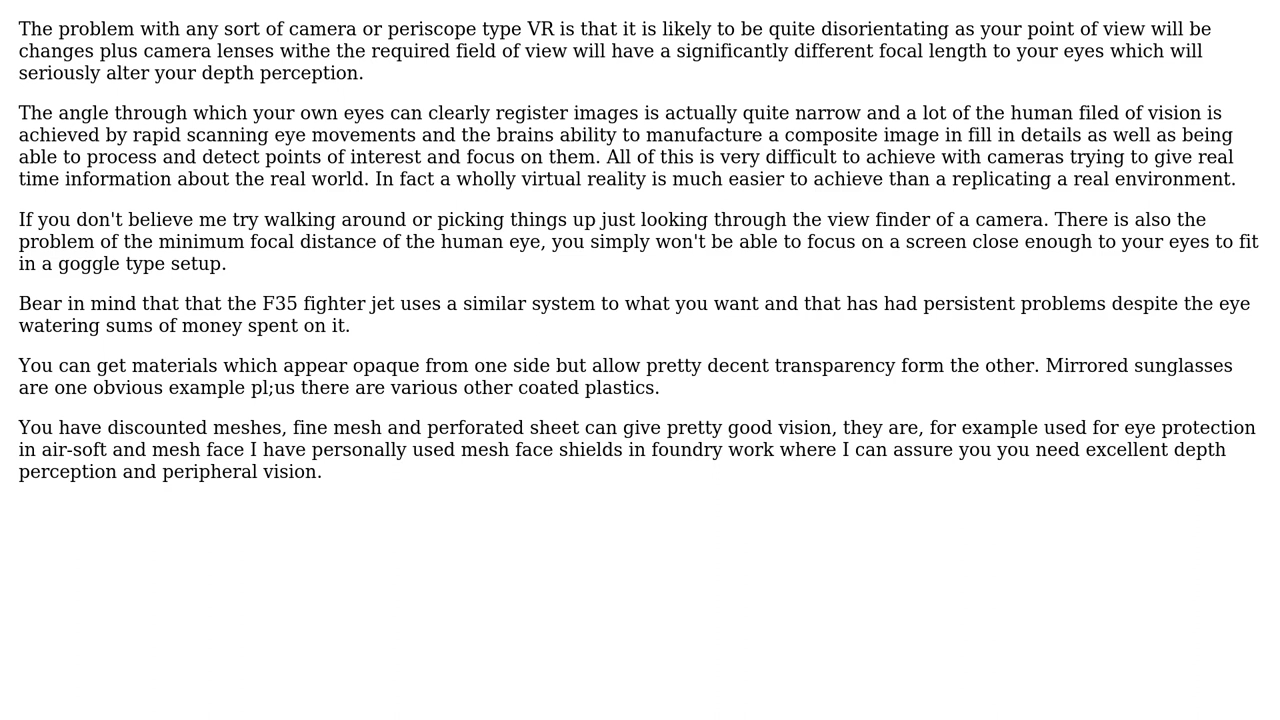 The problem with any sort of camera or periscope type VR is that it is likely to be quite disorientating as your point of view will be
changes plus camera lenses withe the required field of view will have a significantly different focal length to your eyes which will
seriously alter your depth perception.
The angle through which your own eyes can clearly register images is actually quite narrow and a lot of the human filed of vision is
achieved by rapid scanning eye movements and the brains ability to manufacture a composite image in fill in details as well as being
able to process and detect points of interest and focus on them. All of this is very difficult to achieve with cameras trying to give real
time information about the real world. In fact a wholly virtual reality is much easier to achieve than a replicating a real environment.
If you don't believe me try walking around or picking things up just looking through the view finder of a camera. There is also the
problem of the minimum focal distance of the human eye, you simply won't be able to focus on a screen close enough to your eyes to fit
in a goggle type setup.
Bear in mind that that the F35 fighter jet uses a similar system to what you want and that has had persistent problems despite the eye
watering sums of money spent on it.
You can get materials which appear opaque from one side but allow pretty decent transparency form the other. Mirrored sunglasses
are one obvious example pl;us there are various other coated plastics.
You have discounted meshes, fine mesh and perforated sheet can give pretty good vision, they are, for example used for eye protection
in air-soft and mesh face I have personally used mesh face shields in foundry work where I can assure you you need excellent depth
perception and peripheral vision.